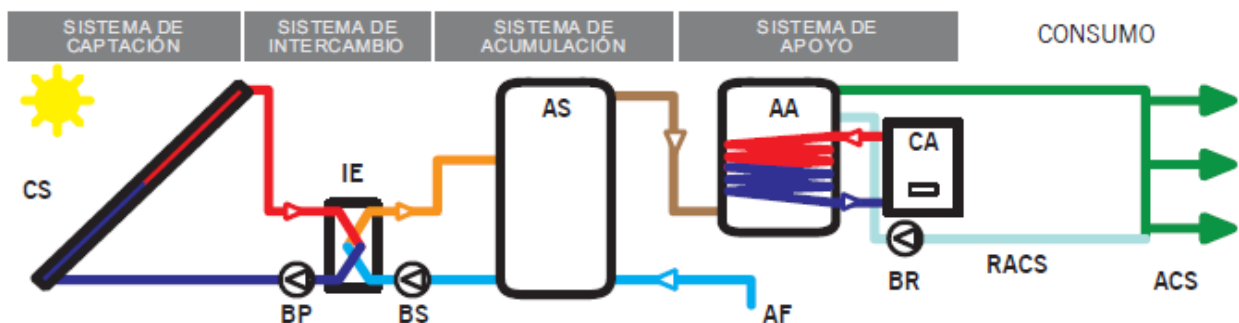 SISTEMA DE
CAPTACIÓN
SISTEMA DE
INTERCAMBIO
SISTEMA DE
ACUMULACIÓN
SISTEMA DE
APOYO
CONSUMO
AS
AA
CA
IE
CS
BP
BS
AF
BR
RACS
ACS